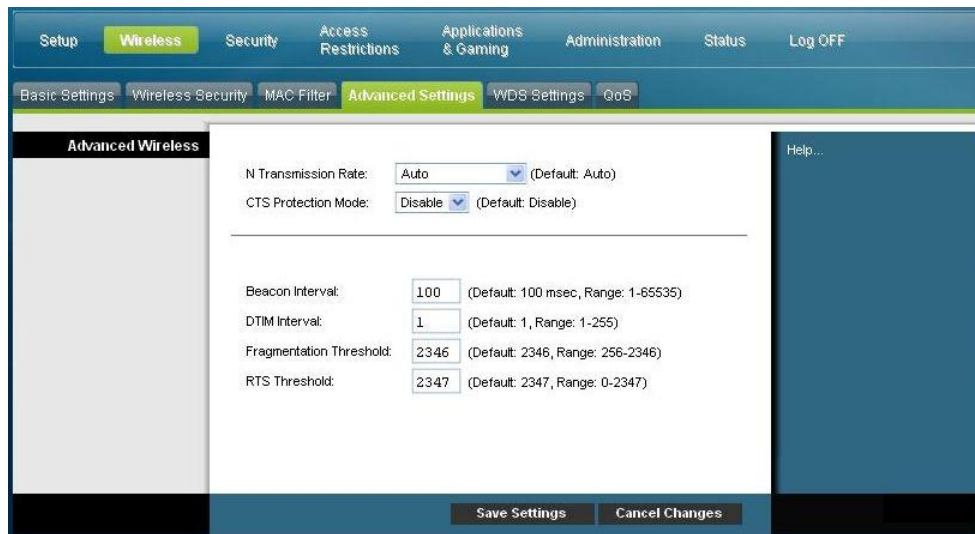 Setup Wireless Security Access Restrictions Applications & Gaming Administration Status Log OFF
Basic Settings Wireless Security MAC Filter Advanced Settings WDS Settings QoS
Advanced Wireless
Help...
N Transmission Rate: Auto (Default: Auto)
CTS Protection Mode: Disable (Default: Disable)
Beacon Interval: 100 (Default: 100 msec, Range: 1-65535)
DTIM Interval: 1 (Default: 1, Range: 1-255)
Fragmentation Threshold: 2346 (Default: 2346, Range: 256-2346)
RTS Threshold: 2347 (Default: 2347, Range: 0-2347)
Save Settings Cancel Changes